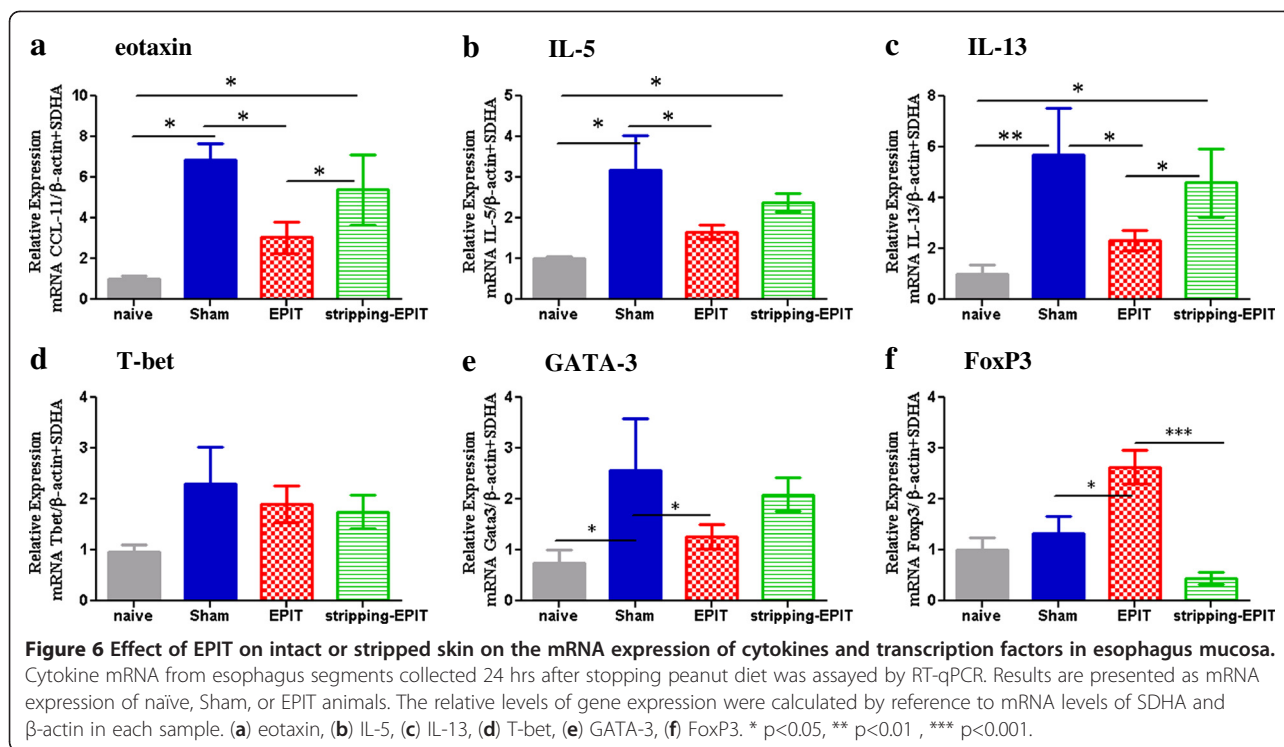 a eotaxin
Relative Expression
mRNA CCL-11/β-actin+SDHA
10
8
6
4
2
0
*
*
*
*
naive Sham EPIT stripping-EPIT
b IL-5
Relative Expression
mRNA IL-5/β-actin+SDHA
5
4
3
2
1
0
*
*
*
naive Sham EPIT stripping-EPIT
c IL-13
Relative Expression
mRNA IL-13/β-actin+SDHA
8
6
4
2
0
*
**
*
*
naive Sham EPIT stripping-EPIT
d T-bet
Relative Expression
mRNA Tbet/β-actin+SDHA
4
3
2
1
0
naive Sham EPIT stripping-EPIT
e GATA-3
Relative Expression
mRNA Gata3/β-actin+SDHA
4
3
2
1
0
*
*
naive Sham EPIT stripping-EPIT
f FoxP3
Relative Expression
mRNA Foxp3/β-actin+SDHA
4
3
2
1
0
***
*
naive Sham EPIT stripping-EPIT
Figure 6 Effect of EPIT on intact or stripped skin on the mRNA expression of cytokines and transcription factors in esophagus mucosa.
Cytokine mRNA from esophagus segments collected 24 hrs after stopping peanut diet was assayed by RT-qPCR. Results are presented as mRNA
expression of naïve, Sham, or EPIT animals. The relative levels of gene expression were calculated by reference to mRNA levels of SDHA and
β-actin in each sample. (a) eotaxin, (b) IL-5, (c) IL-13, (d) T-bet, (e) GATA-3, (f) FoxP3. * p<0.05, ** p<0.01 , *** p<0.001.